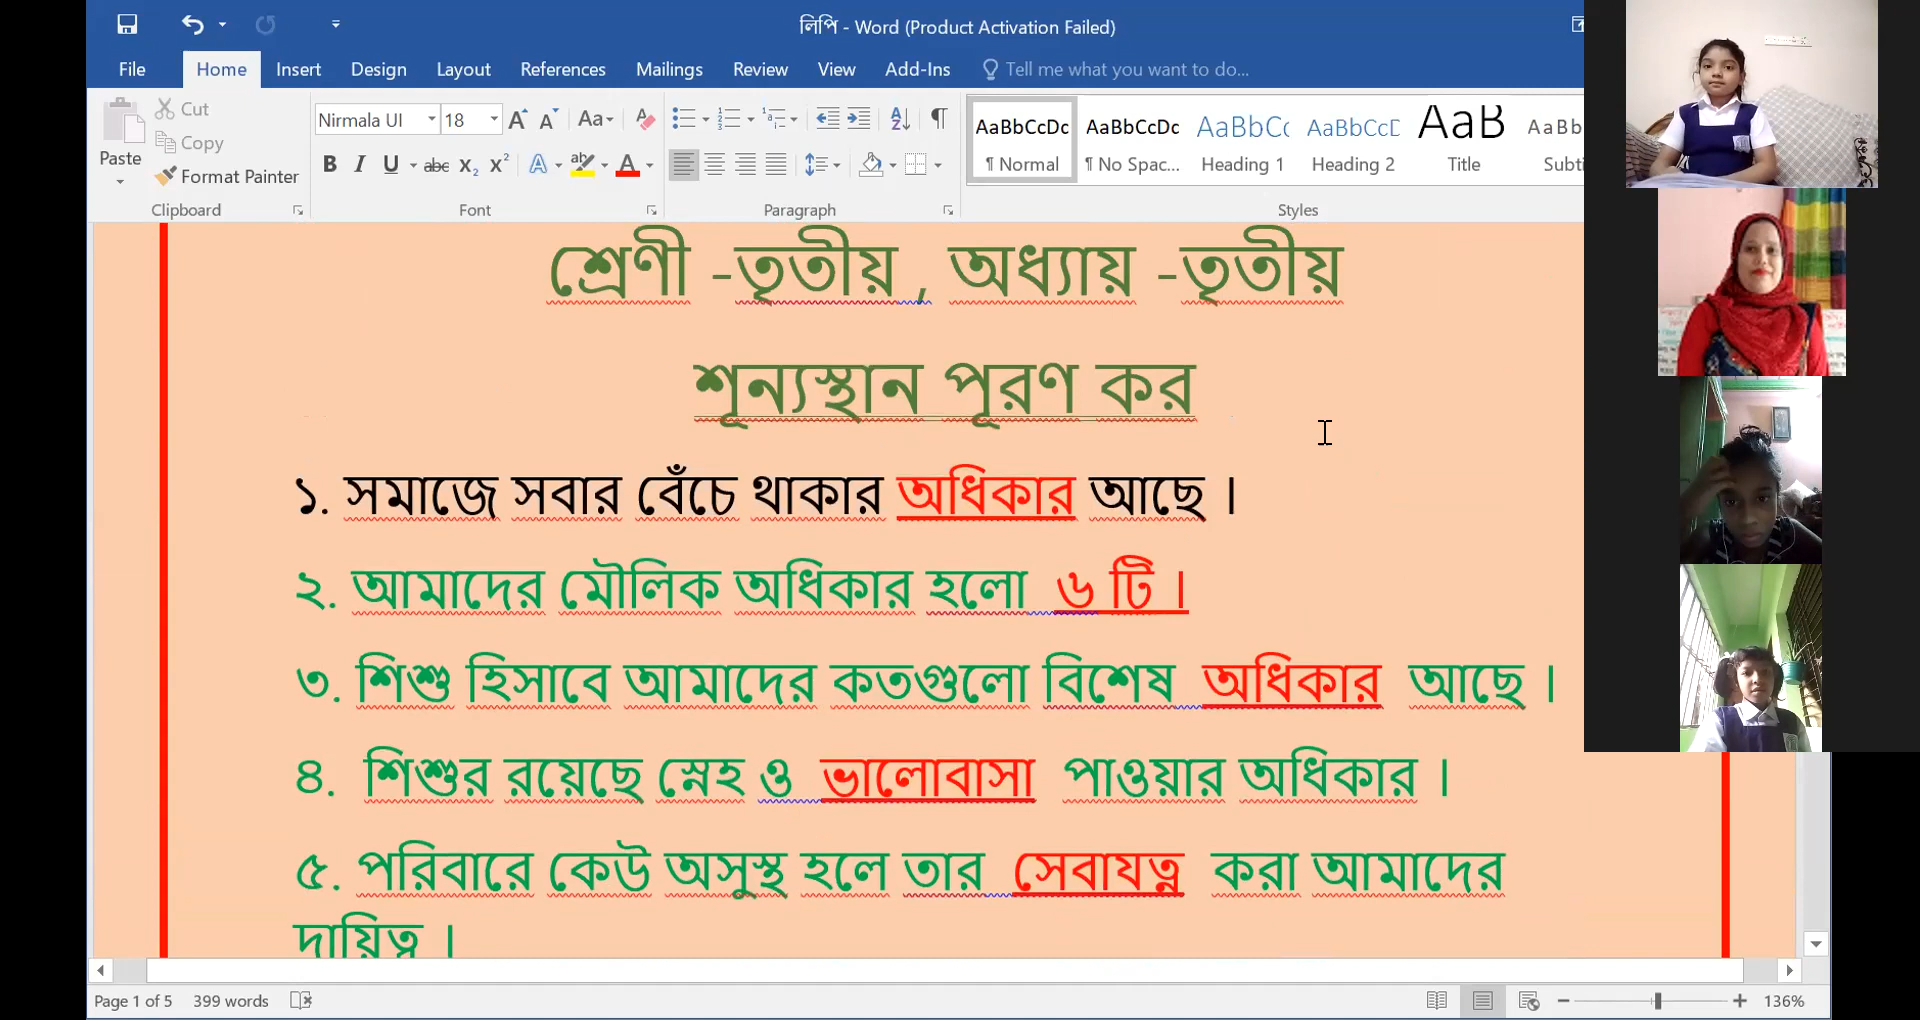 লিপি - Word (Product Activation Failed)
File Home Insert Design Layout References Mailings Review View Add-Ins Tell me what you want to do...
Cut
Copy
Paste
Format Painter
Nirmala UI 18
AaBbCcDc AaBbCcDc AaBbCc AaBbCcD AaB AaBb
¶ Normal ¶ No Spac... Heading 1 Heading 2 Title Subti
Clipboard Font Paragraph Styles
শ্রেণী -তৃতীয় , অধ্যায় -তৃতীয়
শূন্যস্থান পূরণ কর
১. সমাজে সবার বেঁচে থাকার অধিকার আছে ।
২. আমাদের মৌলিক অধিকার হলো ৬ টি ।
৩. শিশু হিসাবে আমাদের কতগুলো বিশেষ অধিকার আছে ।
৪. শিশুর রয়েছে স্নেহ ও ভালোবাসা পাওয়ার অধিকার ।
৫. পরিবারে কেউ অসুস্থ হলে তার সেবাযত্ন করা আমাদের
দায়িত্ব ।
Page 1 of 5 399 words 136%